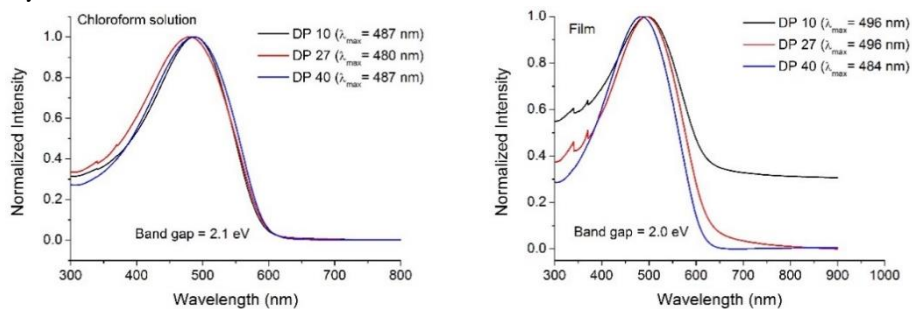 Chloroform solution
DP 10 (λmax = 487 nm)
DP 27 (λmax = 480 nm)
DP 40 (λmax = 487 nm)
Normalized Intensity
1.0
0.8
0.6
0.4
0.2
0.0
Band gap = 2.1 eV
300 400 500 600 700 800
Wavelength (nm)
Film
DP 10 (λmax = 496 nm)
DP 27 (λmax = 496 nm)
DP 40 (λmax = 484 nm)
Normalized Intensity
1.0
0.8
0.6
0.4
0.2
0.0
Band gap = 2.0 eV
300 400 500 600 700 800 900 1000
Wavelength (nm)